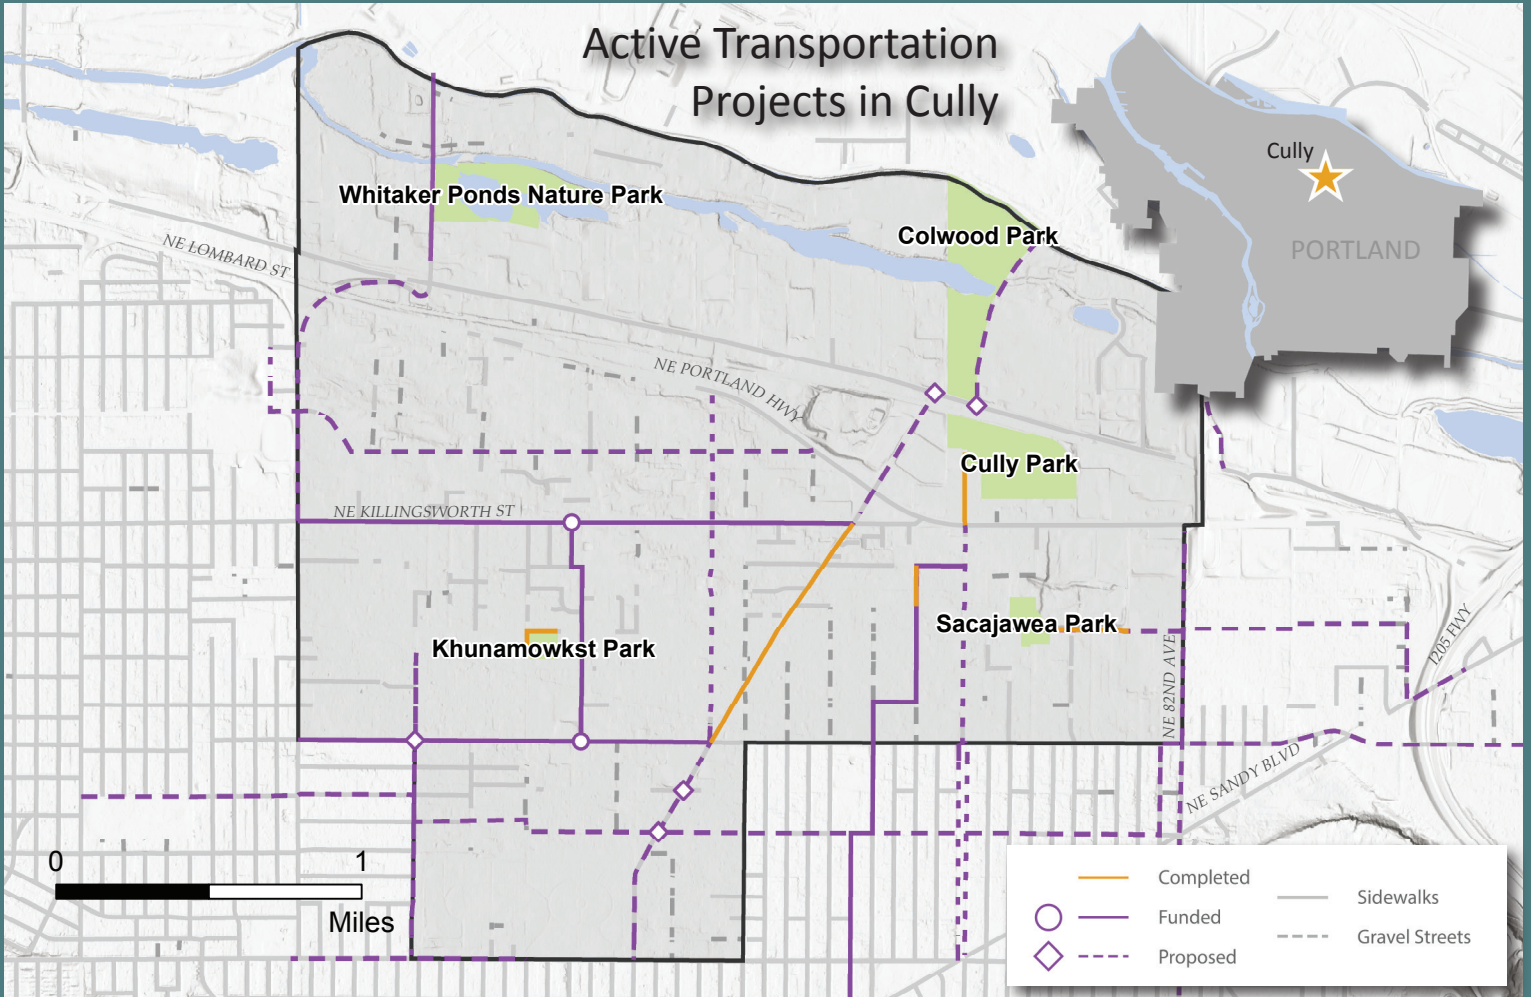 Active Transportation
Projects in Cully
Cully
PORTLAND
Whitaker Ponds Nature Park
Colwood Park
NE LOMBARD ST
NE PORTLAND HWY
Cully Park
NE KILLINGSWORTH ST
Khunamowkst Park
Sacajawea Park
NE 82ND AVE
I205 FWY
NE SANDY BLVD
0 1
Miles
Completed
Funded
Proposed
Sidewalks
Gravel Streets